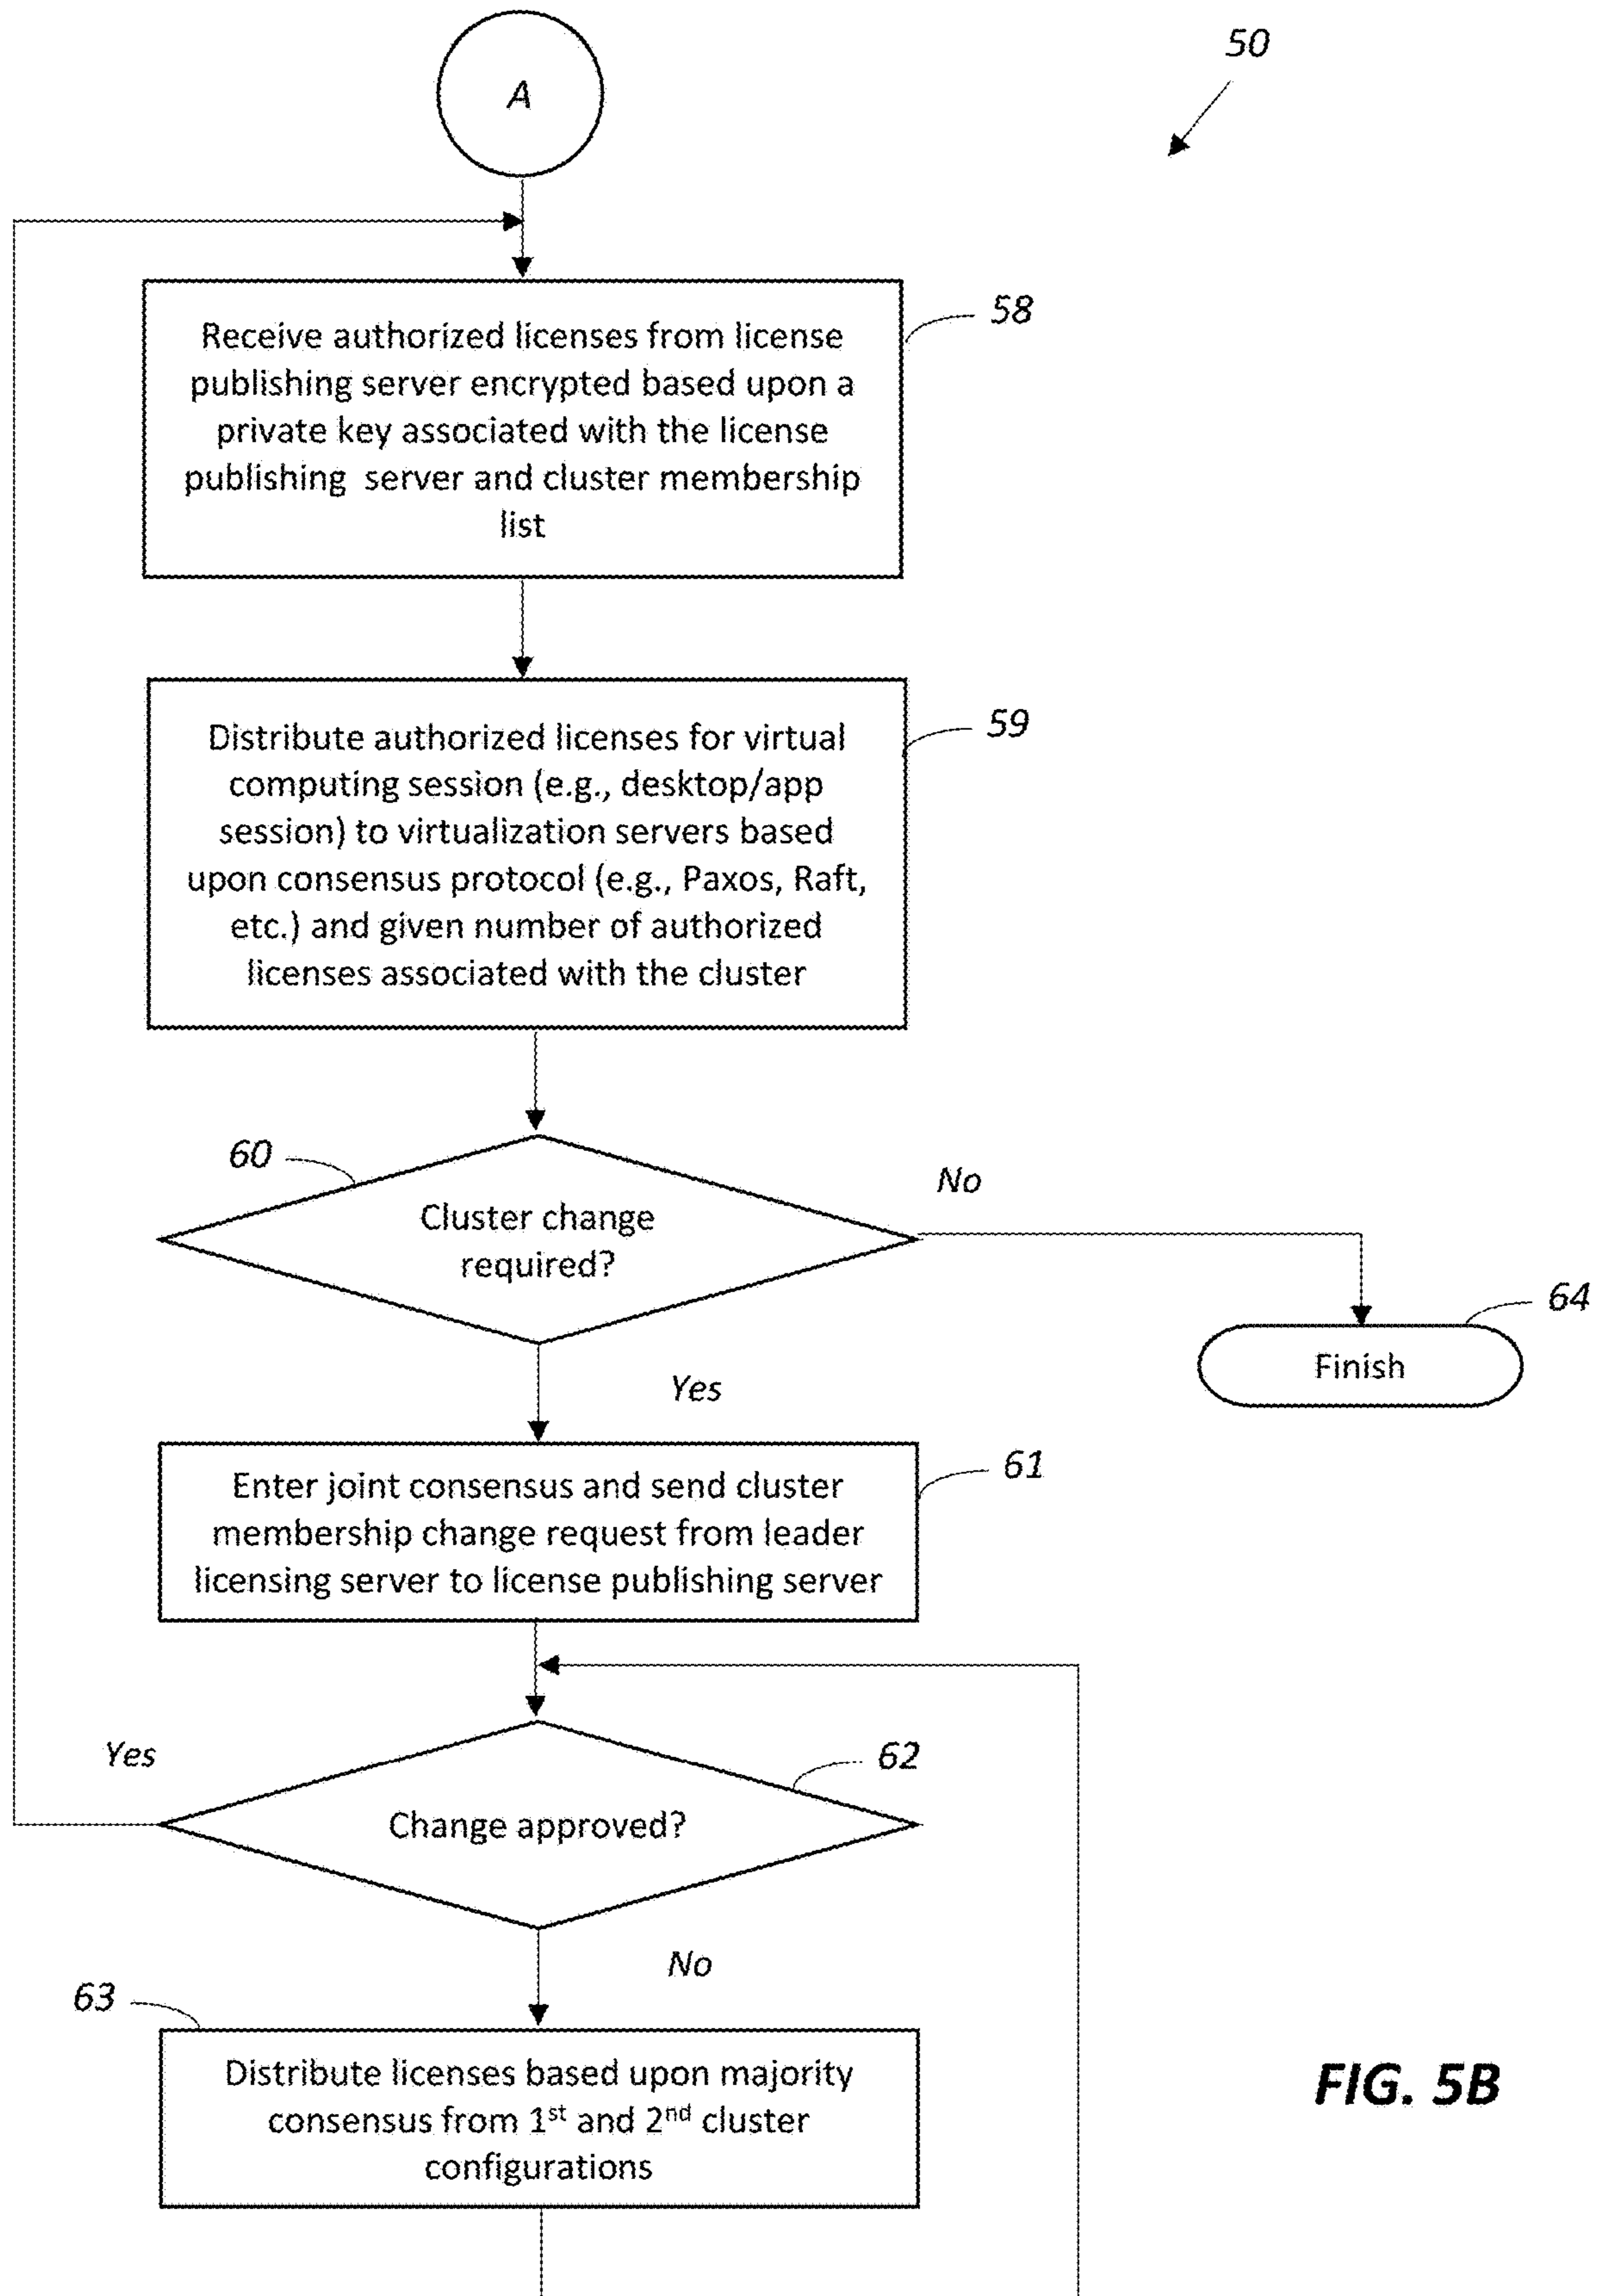 A
50
58
Receive authorized licenses from license
publishing server encrypted based upon a
private key associated with the license
publishing server and cluster membership
list
59
Distribute authorized licenses for virtual
computing session (e.g., desktop/app
session) to virtualization servers based
upon consensus protocol (e.g., Paxos, Raft,
etc.) and given number of authorized
licenses associated with the cluster
60
No
Cluster change
required?
64
Finish
Yes
61
Enter joint consensus and send cluster
membership change request from leader
licensing server to license publishing server
Yes
62
Change approved?
No
63
Distribute licenses based upon majority
consensus from 1st and 2nd cluster
configurations
FIG. 5B